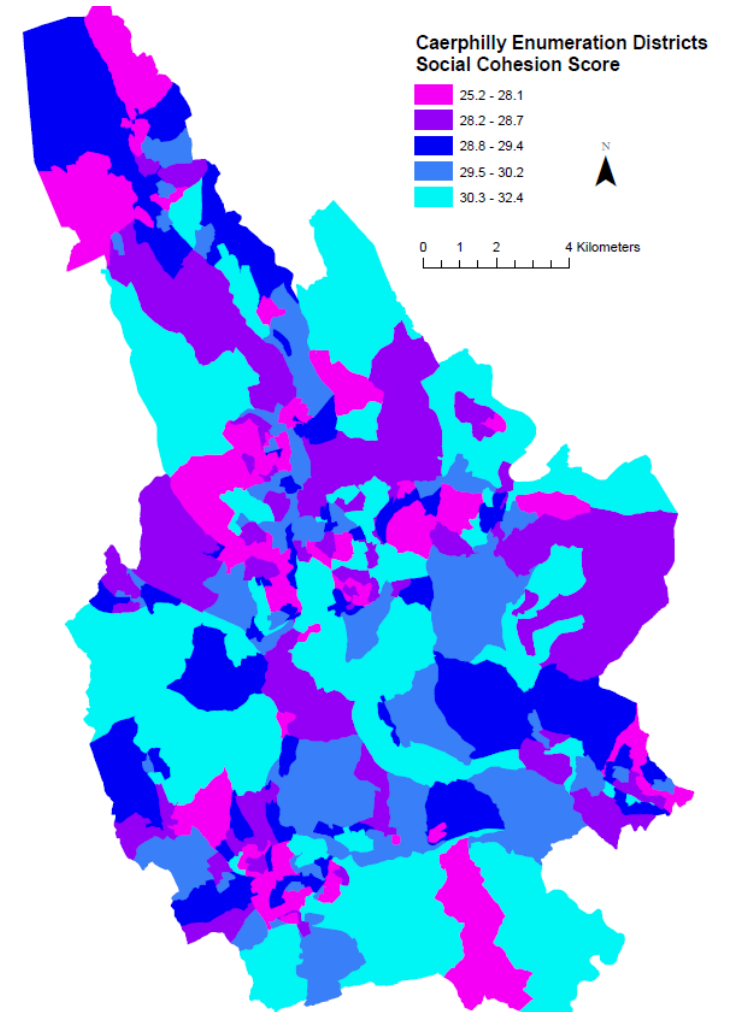 Caerphilly Enumeration Districts
Social Cohesion Score
25.2 - 28.1
28.2 - 28.7
28.8 - 29.4
29.5 - 30.2
30.3 - 32.4
N
0 1 2 4 Kilometers